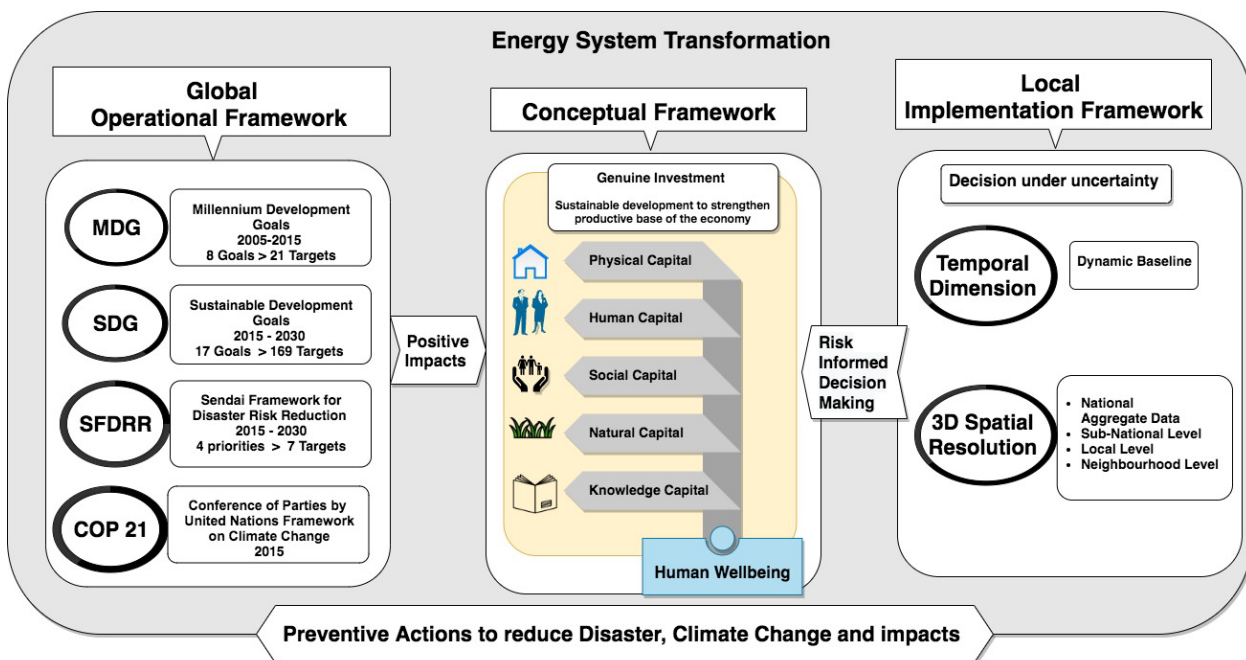 Energy System Transformation
Global
Operational Framework
MDG
Millennium Development
Goals
2005-2015
8 Goals > 21 Targets
SDG
Sustainable Development
Goals
2015 - 2030
17 Goals > 169 Targets
SFDRR
Sendai Framework for
Disaster Risk Reduction
2015 - 2030
4 priorities > 7 Targets
COP 21
Conference of Parties by
United Nations Framework
on Climate Change
2015
Positive
Impacts
Conceptual Framework
Genuine Investment
Sustainable development to strengthen
productive base of the economy
Physical Capital
Human Capital
Social Capital
Natural Capital
Knowledge Capital
Human Wellbeing
Risk
Informed
Decision
Making
Local
Implementation Framework
Decision under uncertainty
Temporal
Dimension
Dynamic Baseline
3D Spatial
Resolution
• National
Aggregate Data
• Sub-National Level
• Local Level
• Neighbourhood Level
Preventive Actions to reduce Disaster, Climate Change and impacts